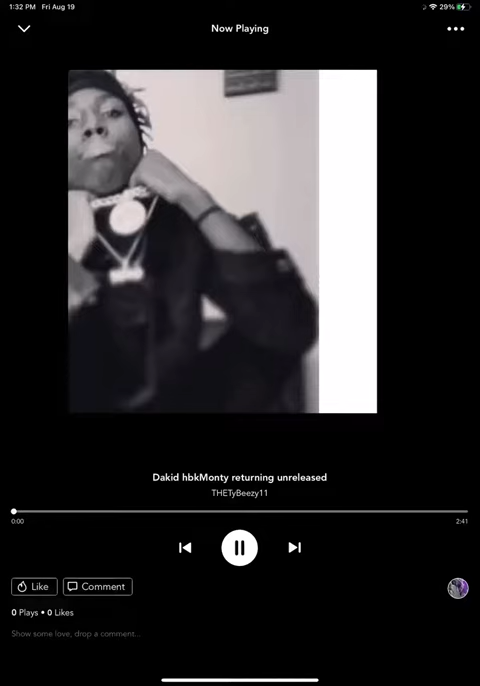 1:32 PM Fri Aug 19
29%
Now Playing
Dakid hbkMonty returning unreleased
THETyBeezy11
0:00
2:41
Like
Comment
0 Plays • 0 Likes
Show some love, drop a comment...